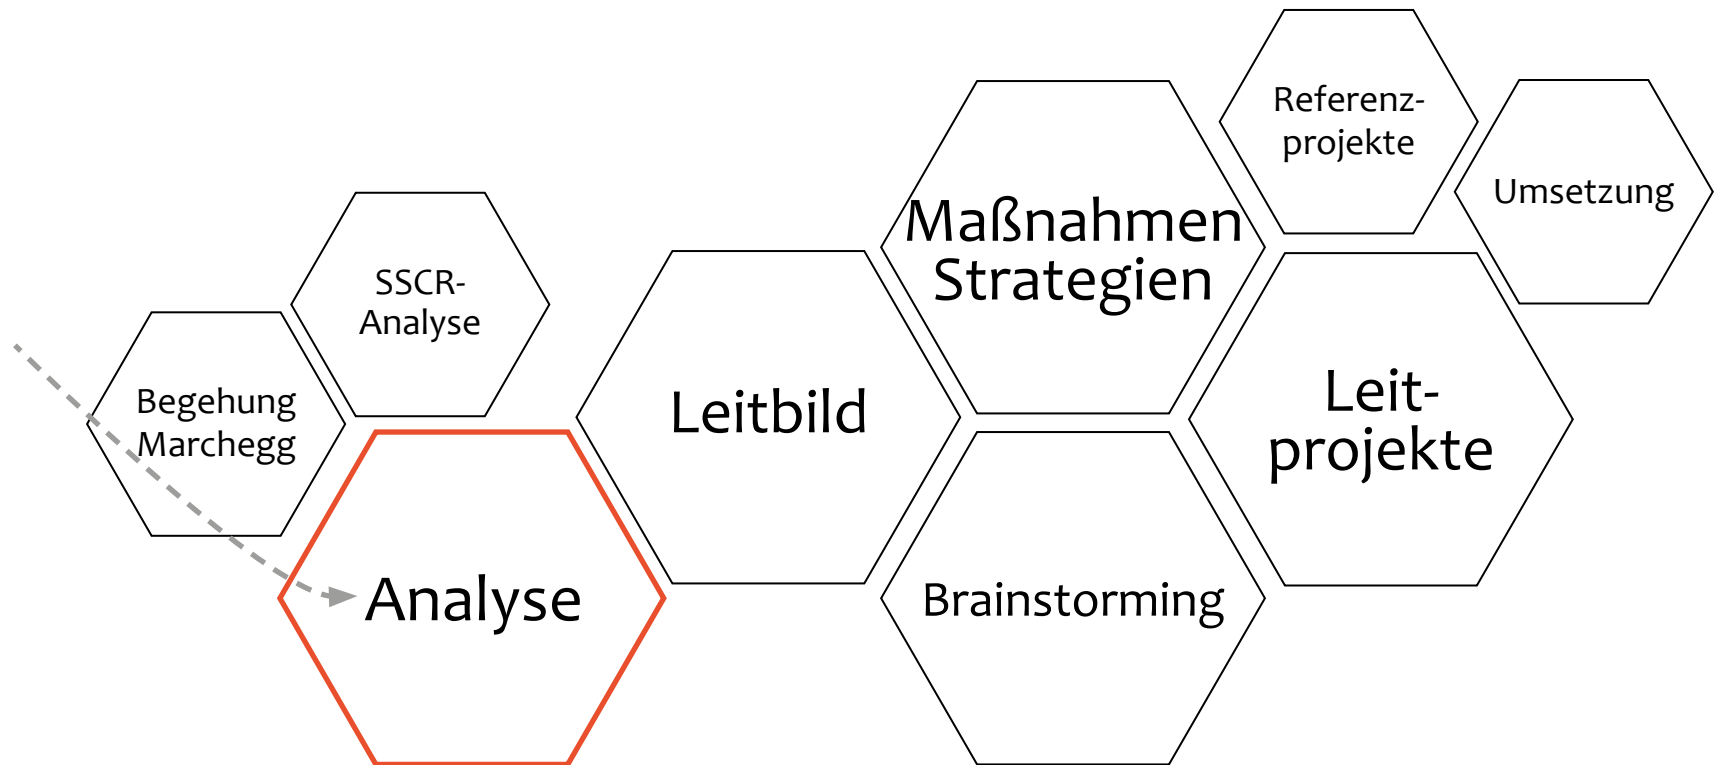 Begehung
Marchegg
SSCR-
Analyse
Analyse
Leitbild
Maßnahmen
Strategien
Brainstorming
Referenz-
projekte
Umsetzung
Leit-
projekte